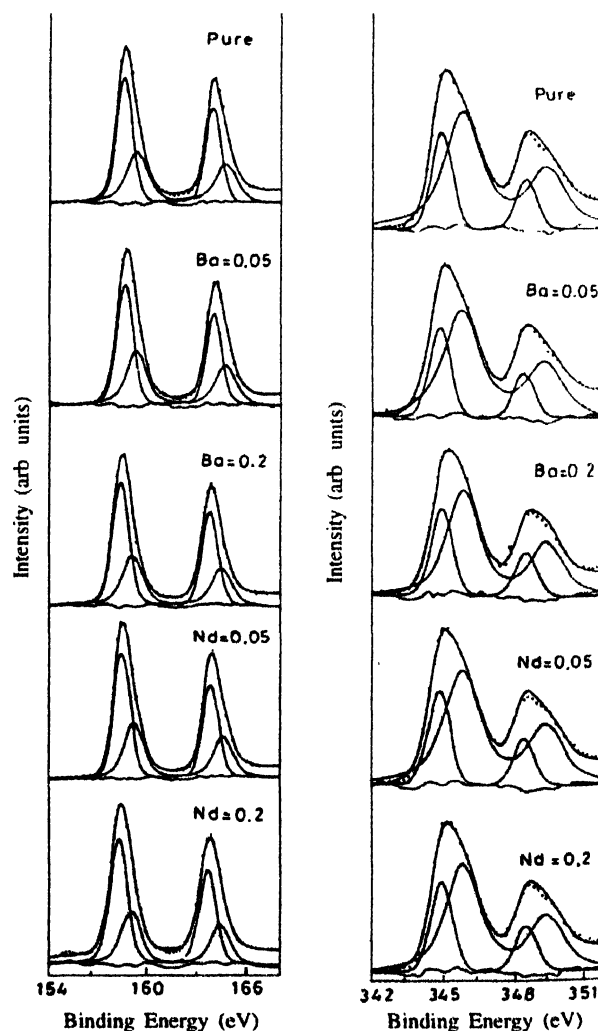 Pure
Ba=0.05
Ba=0.2
Nd=0.05
Nd=0.2
Intensity (arb units)
154 160 166
Binding Energy (eV)
Pure
Ba=0.05
Ba=0.2
Nd=0.05
Nd=0.2
Intensity (arb units)
342 345 348 351
Binding Energy (eV)